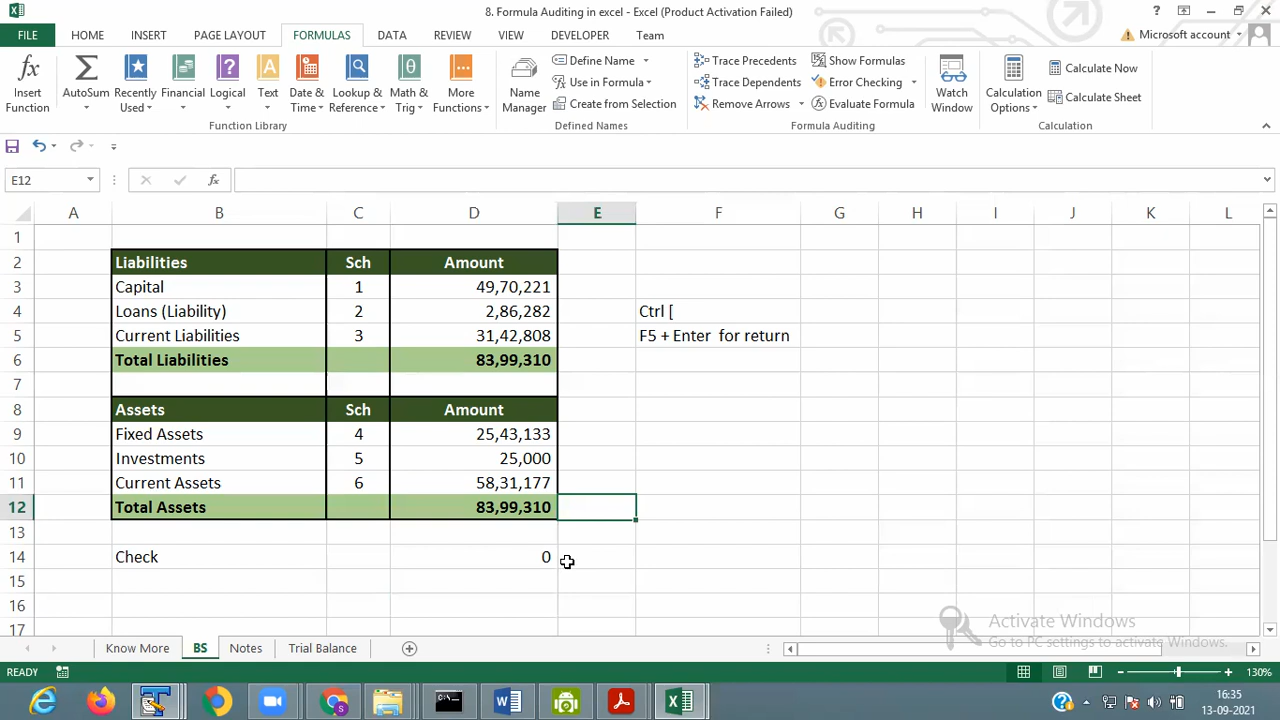 8. Formula Auditing in excel - Excel (Product Activation Failed)
FILE HOME INSERT PAGE LAYOUT FORMULAS DATA REVIEW VIEW DEVELOPER Team Microsoft account
Insert Function
AutoSum
Recently Used
Financial
Logical
Text
Date & Time
Lookup & Reference
Math & Trig
More Functions
Function Library
Name Manager
Define Name
Use in Formula
Create from Selection
Defined Names
Trace Precedents
Trace Dependents
Remove Arrows
Show Formulas
Error Checking
Evaluate Formula
Formula Auditing
Watch Window
Calculation Options
Calculate Now
Calculate Sheet
Calculation
E12 fx
A B C D E F G H I J K L
1
2 Liabilities Sch Amount
3 Capital 1 49,70,221
4 Loans (Liability) 2 2,86,282 Ctrl [
5 Current Liabilities 3 31,42,808 F5 + Enter for return
6 Total Liabilities 83,99,310
7
8 Assets Sch Amount
9 Fixed Assets 4 25,43,133
10 Investments 5 25,000
11 Current Assets 6 58,31,177
12 Total Assets 83,99,310
13
14 Check 0
15
16
17
Activate Windows
Go to PC settings to activate Windows.
Know More BS Notes Trial Balance
READY 130%
16:35
13-09-2021